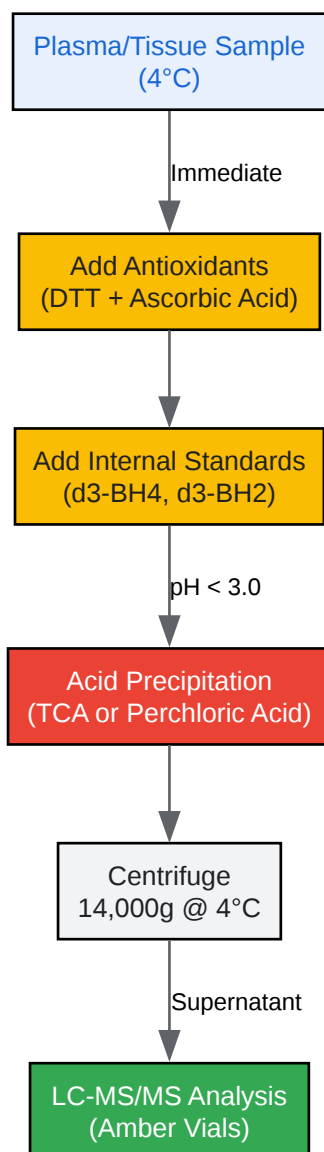 Plasma/Tissue Sample
(4°C)
Immediate
Add Antioxidants
(DTT + Ascorbic Acid)
Add Internal Standards
(d3-BH4, d3-BH2)
pH < 3.0
Acid Precipitation
(TCA or Perchloric Acid)
Centrifuge
14,000g @ 4°C
Supernatant
LC-MS/MS Analysis
(Amber Vials)